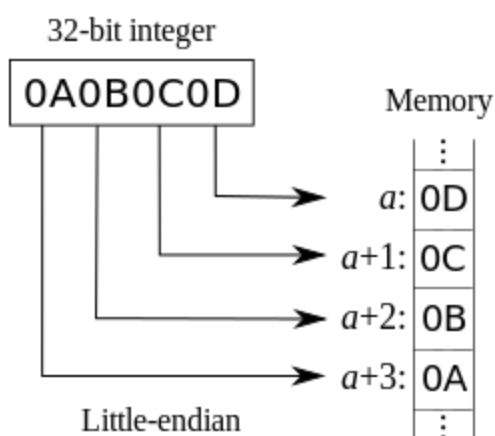 32-bit integer
0A0B0C0D
Memory
⋮
a: 0D
a+1: 0C
a+2: 0B
a+3: 0A
⋮
Little-endian